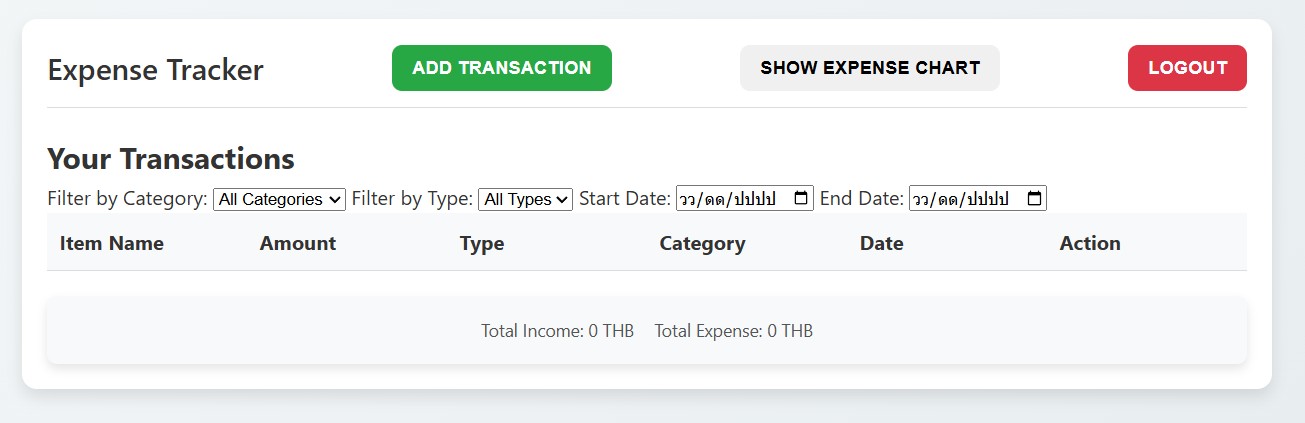 Expense Tracker ADD TRANSACTION SHOW EXPENSE CHART LOGOUT
Your Transactions
Filter by Category: All Categories Filter by Type: All Types Start Date: วว/ดด/ปปปป End Date: วว/ดด/ปปปป
Item Name Amount Type Category Date Action
Total Income: 0 THB Total Expense: 0 THB